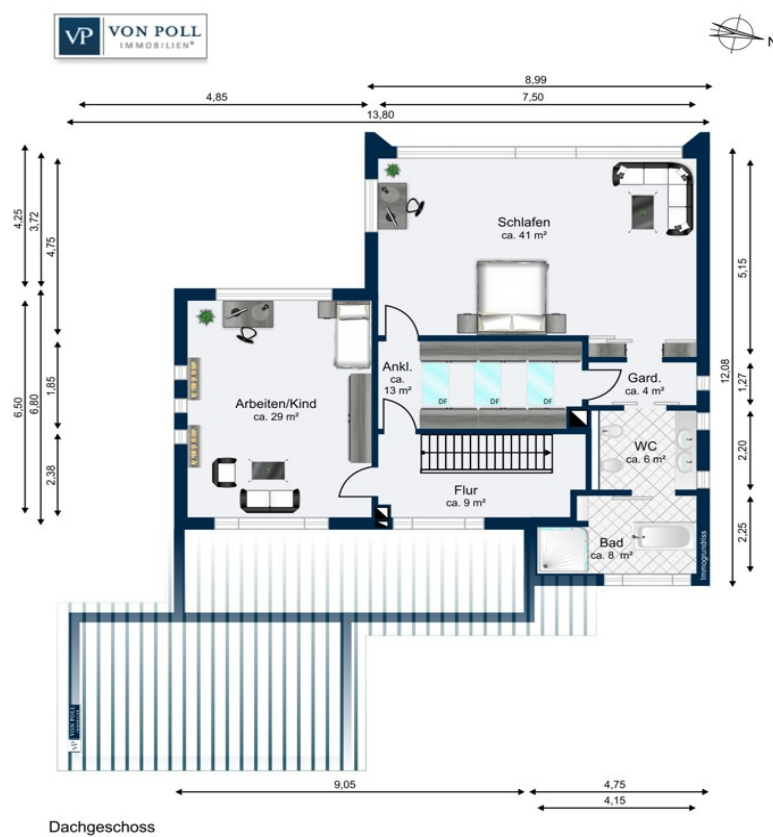 VP VON POLL
IMMOBILIEN®
N
8,99
4,85
7,50
13,80
4,25
3,72
4,75
Schlafen
ca. 41 m²
5,15
12,08
6,50
6,80
1,85
2,38
Arbeiten/Kind
ca. 29 m²
Ankl.
ca.
13 m²
DF
DF
DF
Gard.
ca. 4 m²
1,27
WC
ca. 6 m²
2,20
Flur
ca. 9 m²
Bad
ca. 8 m²
2,25
Immogrundriss
VP VON POLL
IMMOBILIEN
9,05
4,75
4,15
Dachgeschoss